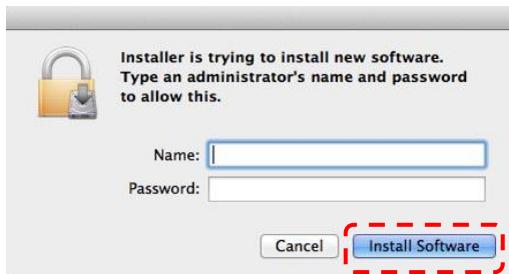 Installer is trying to install new software.
Type an administrator's name and password
to allow this.
Name:
Password:
Cancel Install Software